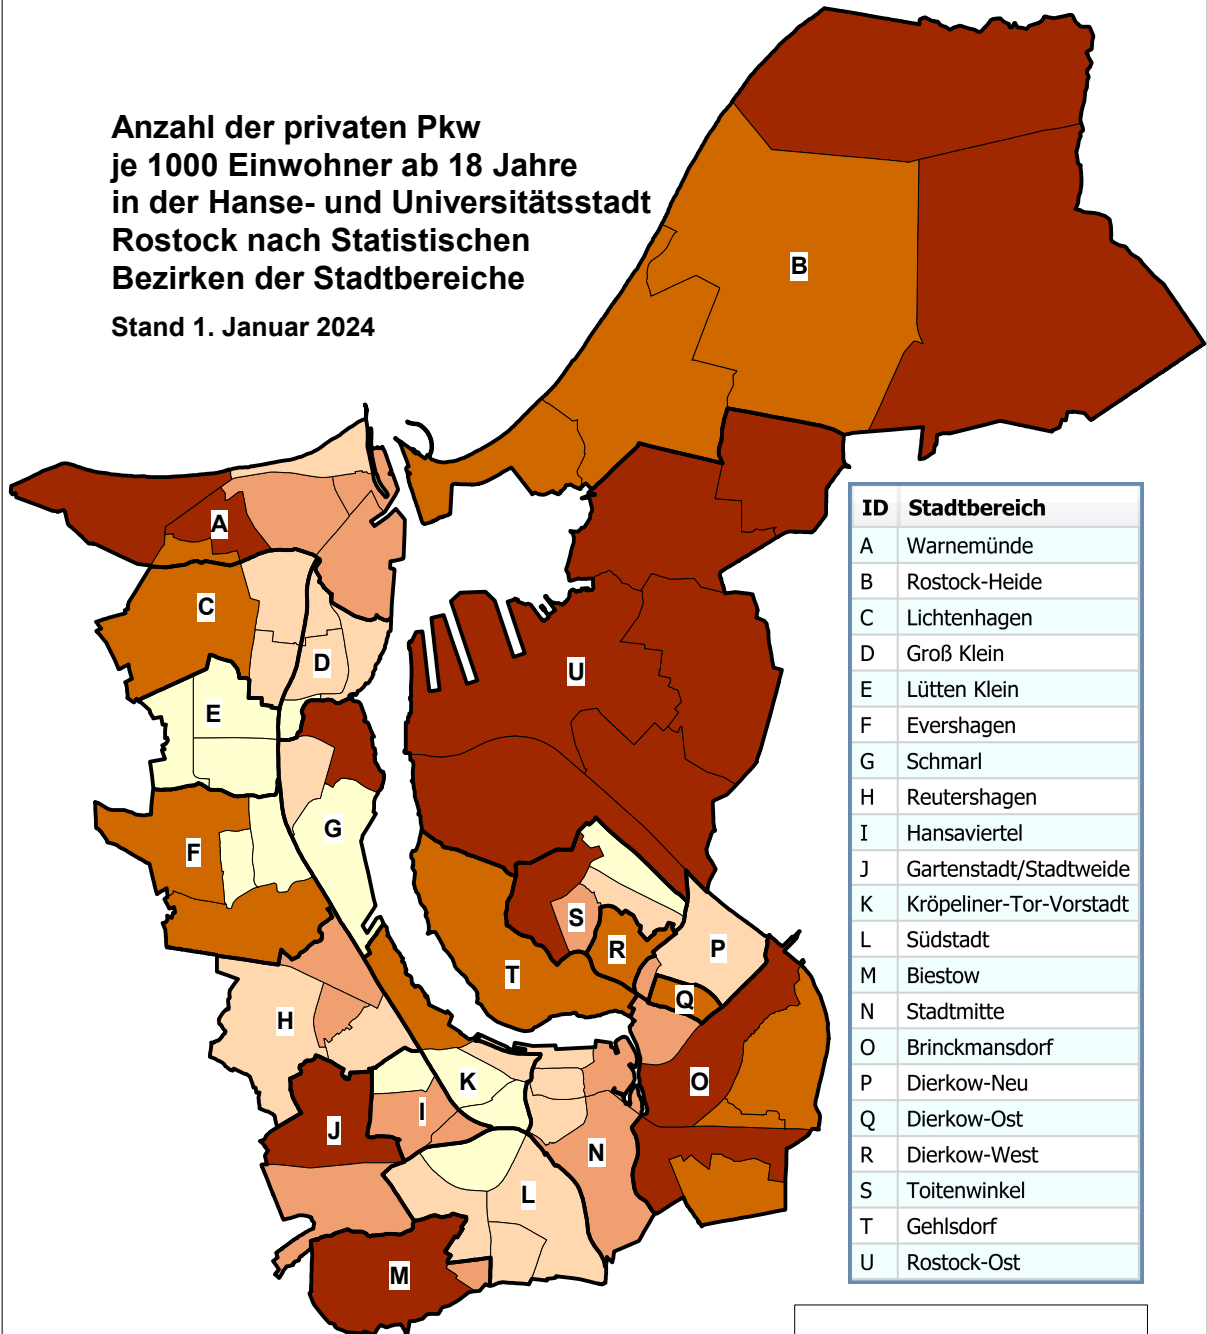 Anzahl der privaten Pkw
je 1000 Einwohner ab 18 Jahre
in der Hanse- und Universitätsstadt
Rostock nach Statistischen
Bezirken der Stadtbereiche
Stand 1. Januar 2024
B
A
C
D
U
E
G
F
S
R
P
T
Q
H
K
O
I
J
N
L
M
ID Stadtbereich
A Warnemünde
B Rostock-Heide
C Lichtenhagen
D Groß Klein
E Lütten Klein
F Evershagen
G Schmarl
H Reutershagen
I Hansaviertel
J Gartenstadt/Stadtweide
K Kröpeliner-Tor-Vorstadt
L Südstadt
M Biestow
N Stadtmitte
O Brinckmansdorf
P Dierkow-Neu
Q Dierkow-Ost
R Dierkow-West
S Toitenwinkel
T Gehlsdorf
U Rostock-Ost